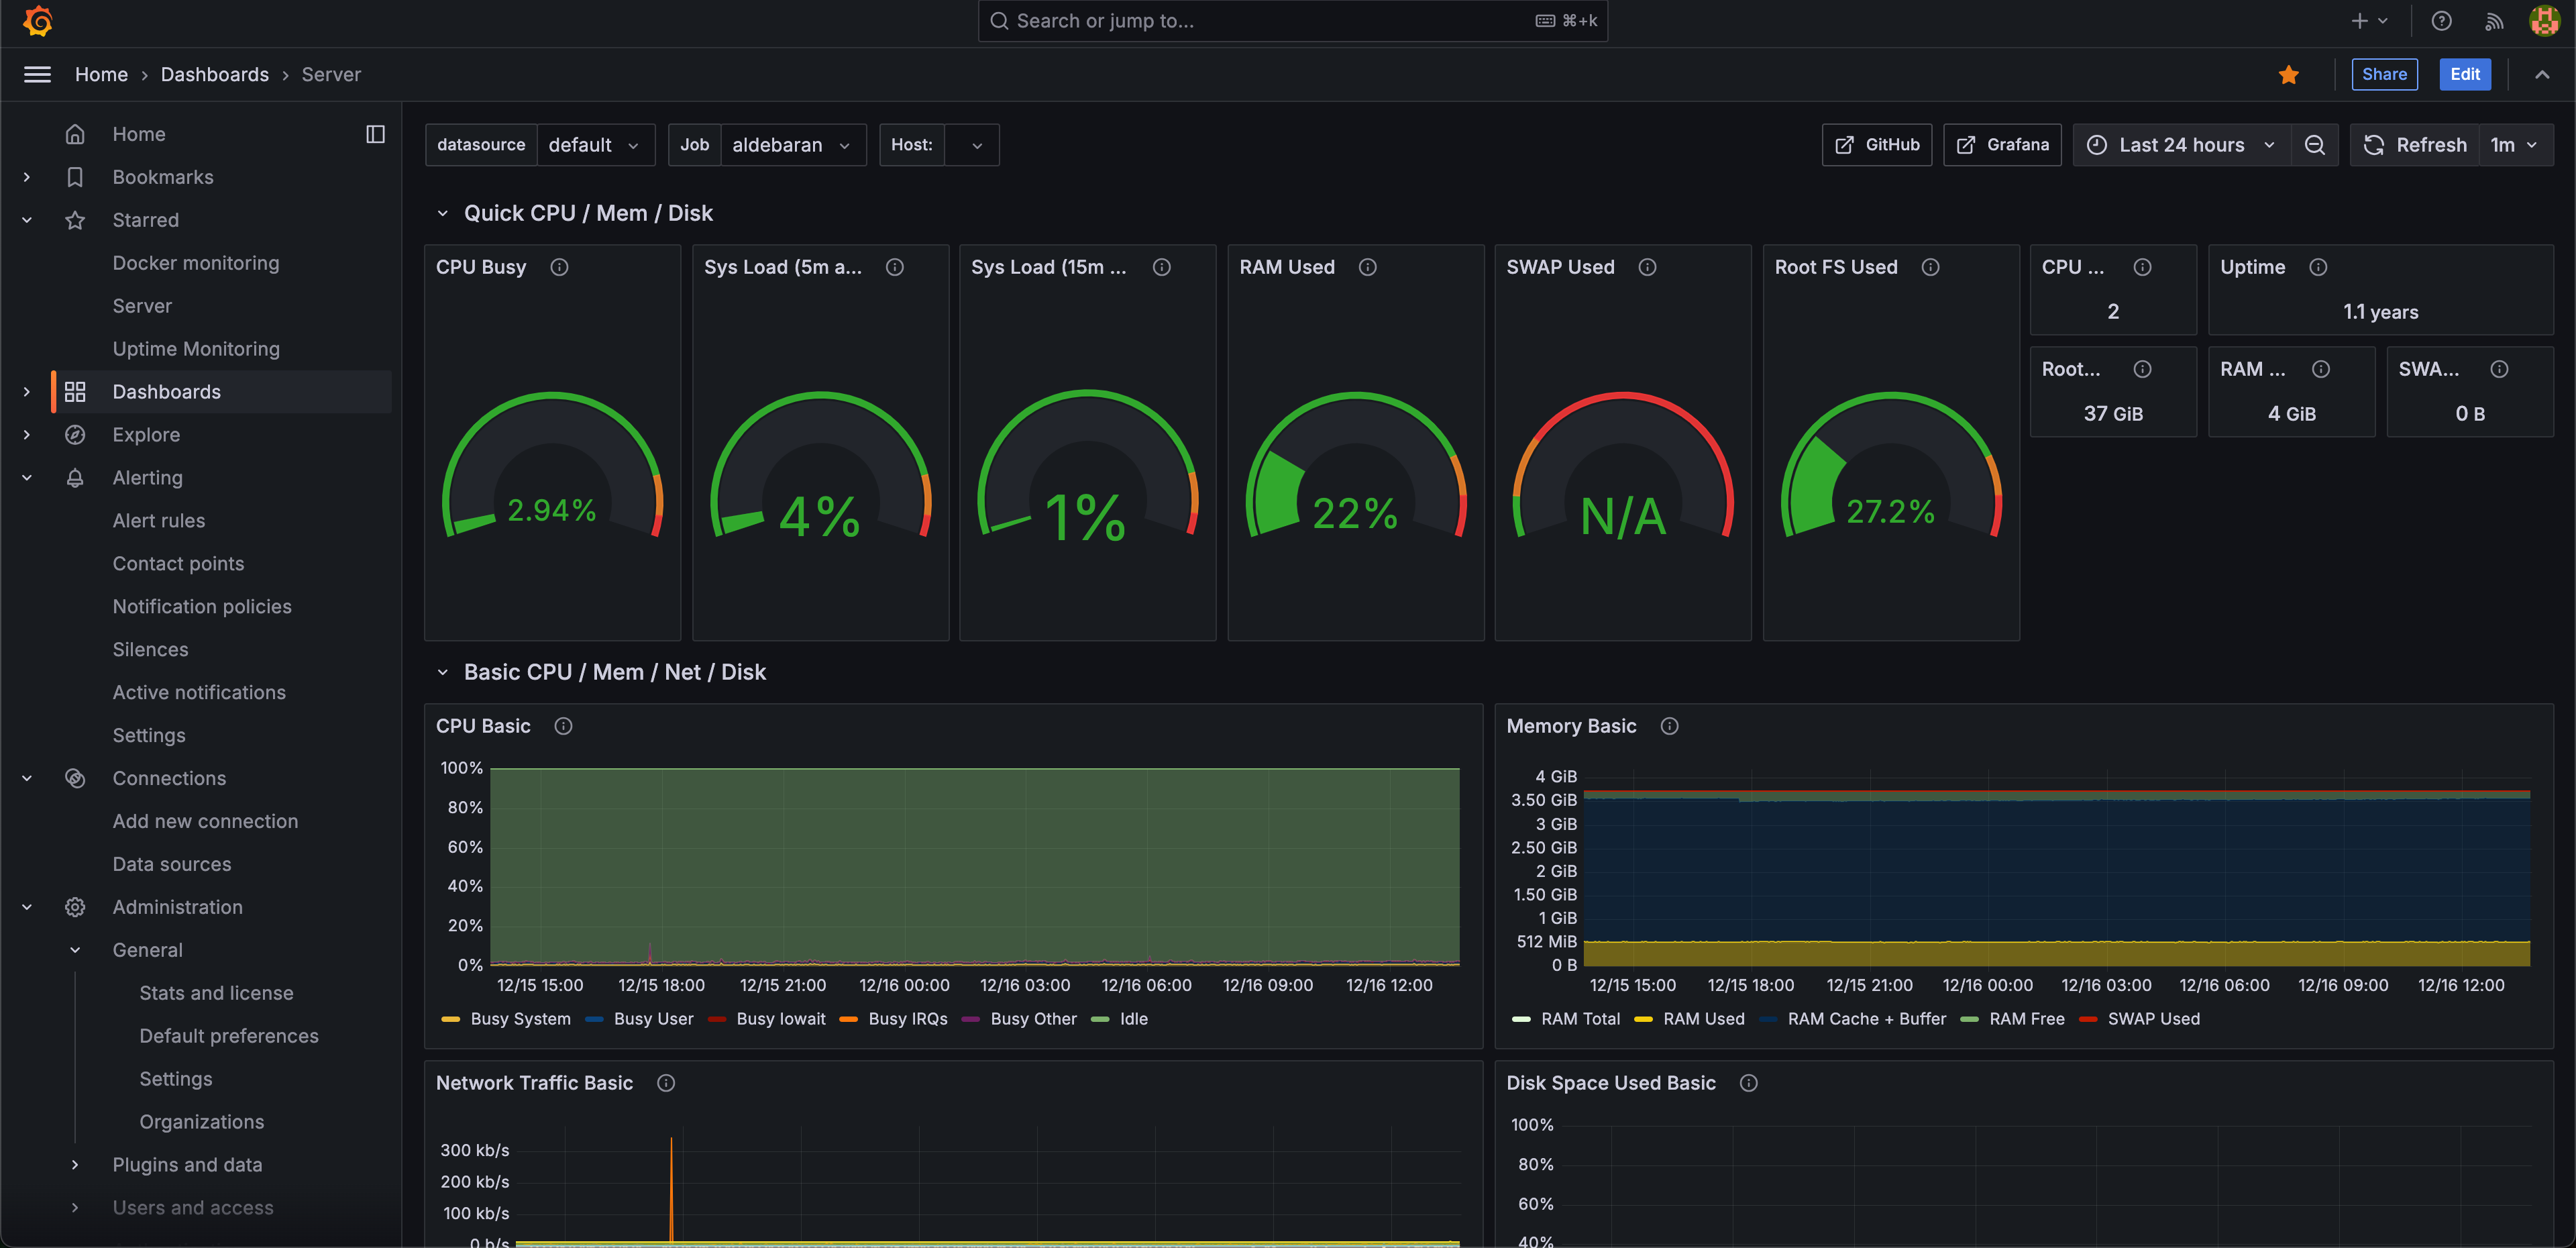 Search or jump to...
⌘+k
Home › Dashboards › Server
Share
Edit
Home
Bookmarks
Starred
Docker monitoring
Server
Uptime Monitoring
Dashboards
Explore
Alerting
Alert rules
Contact points
Notification policies
Silences
Active notifications
Settings
Connections
Add new connection
Data sources
Administration
General
Stats and license
Default preferences
Settings
Organizations
Plugins and data
Users and access
datasource default Job aldebaran Host:
GitHub Grafana Last 24 hours Refresh 1m
Quick CPU / Mem / Disk
CPU Busy
2.94%
Sys Load (5m a...
4%
Sys Load (15m ...
1%
RAM Used
22%
SWAP Used
N/A
Root FS Used
27.2%
CPU ...
2
Uptime
1.1 years
Root...
37 GiB
RAM ...
4 GiB
SWA...
0 B
Basic CPU / Mem / Net / Disk
CPU Basic
100%
80%
60%
40%
20%
0%
12/15 15:00 12/15 18:00 12/15 21:00 12/16 00:00 12/16 03:00 12/16 06:00 12/16 09:00 12/16 12:00
Busy System Busy User Busy Iowait Busy IRQs Busy Other Idle
Memory Basic
4 GiB
3.50 GiB
3 GiB
2.50 GiB
2 GiB
1.50 GiB
1 GiB
512 MiB
0 B
12/15 15:00 12/15 18:00 12/15 21:00 12/16 00:00 12/16 03:00 12/16 06:00 12/16 09:00 12/16 12:00
RAM Total RAM Used RAM Cache + Buffer RAM Free SWAP Used
Network Traffic Basic
300 kb/s
200 kb/s
100 kb/s
0 b/s
Disk Space Used Basic
100%
80%
60%
40%